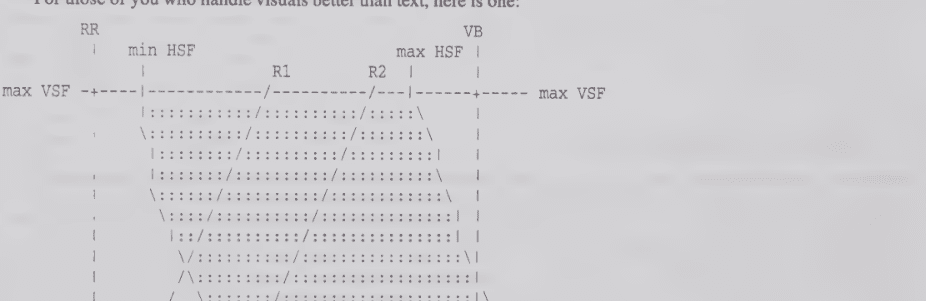 For those of you who handle visuals better than text, here is one:
RR VB
| min HSF max HSF |
| R1 R2 | |
max VSF -+----|------------/----------/---|------+----- max VSF
|:::::::::::/::::::::::/:::::\ |
| \::::::::::/::::::::::/:::::::\ |
|::::::::/:::::::::/::::::::| |
| |:::::::/::::::::::/:::::::::\ |
| \::::::/::::::::::/:::::::::::\ |
| \::::/::::::::::/::::::::::::::| |
| |::/::::::::::/:::::::::::::::| |
| \/::::::::::/:::::::::::::::::\|
| /\:::::::::/:::::::::::::::::::|
| / \:::::::/::::::::::::::::::::|\